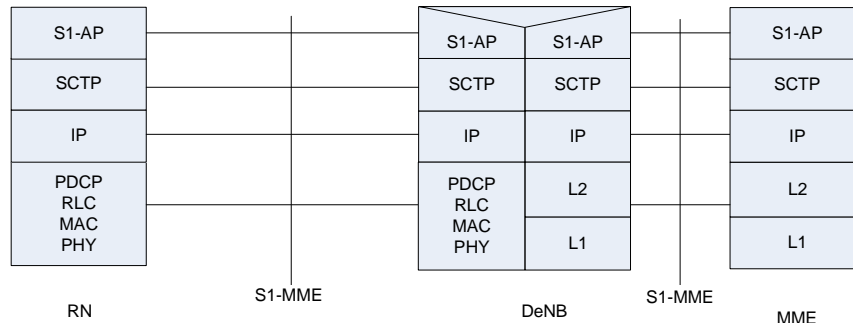 S1-AP
S1-AP
S1-AP
S1-AP
SCTP
SCTP
SCTP
SCTP
IP
IP
IP
IP
PDCP
RLC
MAC
PHY
PDCP
RLC
MAC
PHY
L2
L1
L2
L1
S1-MME
S1-MME
RN
DeNB
MME